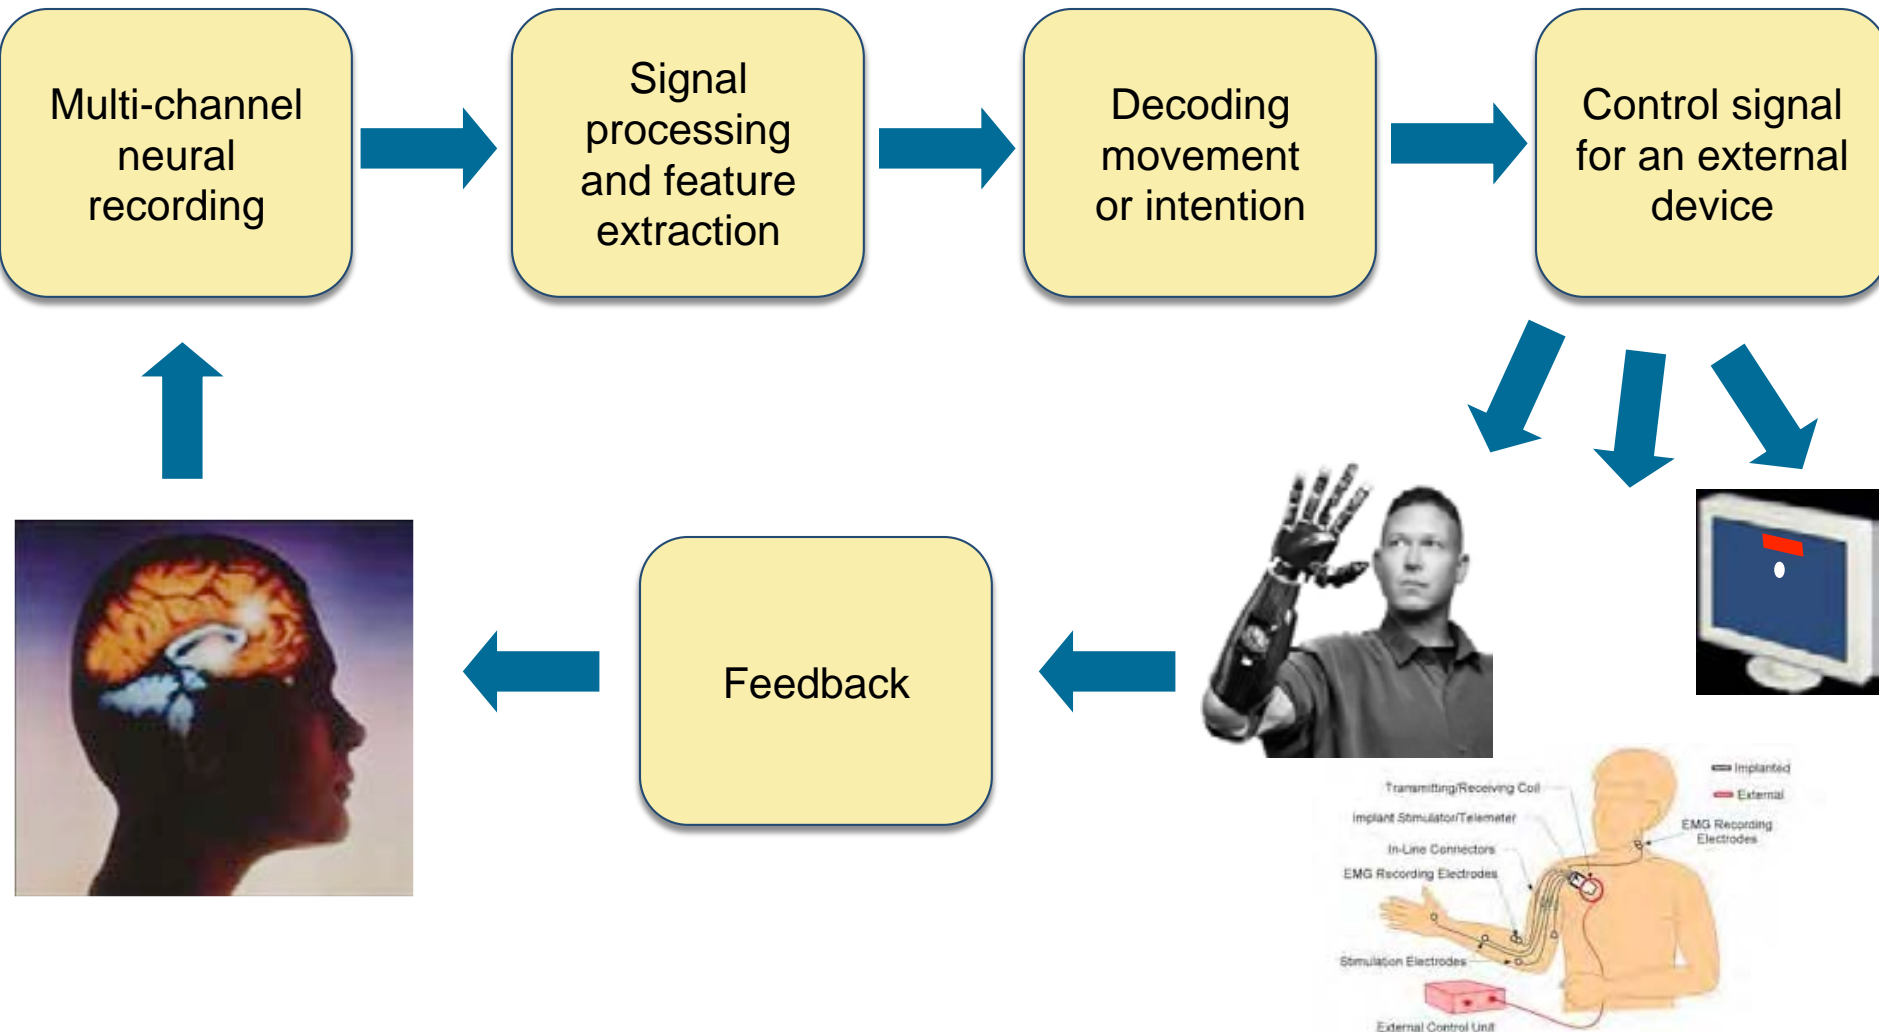 Multi-channel
neural
recording
Signal
processing
and feature
extraction
Decoding
movement
or intention
Control signal
for an external
device
Feedback
Implanted
External
Transmitting/Receiving Coil
Implant Stimulator/Telemeter
EMG Recording
Electrodes
In-Line Connectors
EMG Recording Electrodes
Stimulation Electrodes
External Control Unit